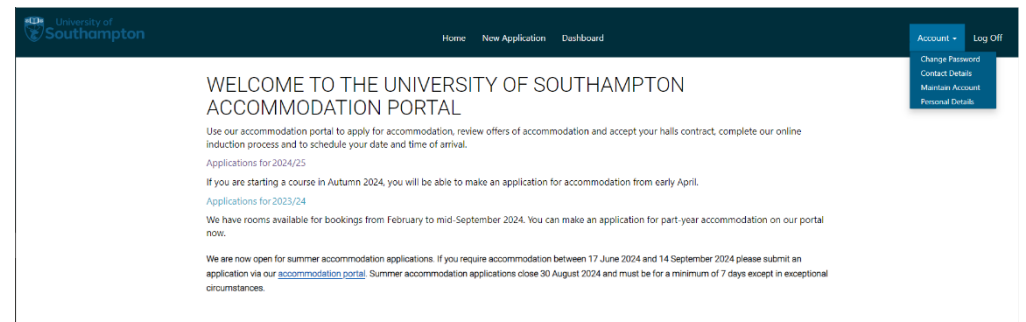 University of
Southampton
Home New Application Dashboard
Account Log Off
Change Password
Contact Details
Maintain Account
Personal Details
WELCOME TO THE UNIVERSITY OF SOUTHAMPTON
ACCOMMODATION PORTAL
Use our accommodation portal to apply for accommodation, review offers of accommodation and accept your halls contract, complete our online
induction process and to schedule your date and time of arrival.
Applications for 2024/25
If you are starting a course in Autumn 2024, you will be able to make an application for accommodation from early April.
Applications for 2023/24
We have rooms available for bookings from February to mid-September 2024. You can make an application for part-year accommodation on our portal
now.
We are now open for summer accommodation applications. If you require accommodation between 17 June 2024 and 14 September 2024 please submit an
application via our accommodation portal. Summer accommodation applications close 30 August 2024 and must be for a minimum of 7 days except in exceptional
circumstances.